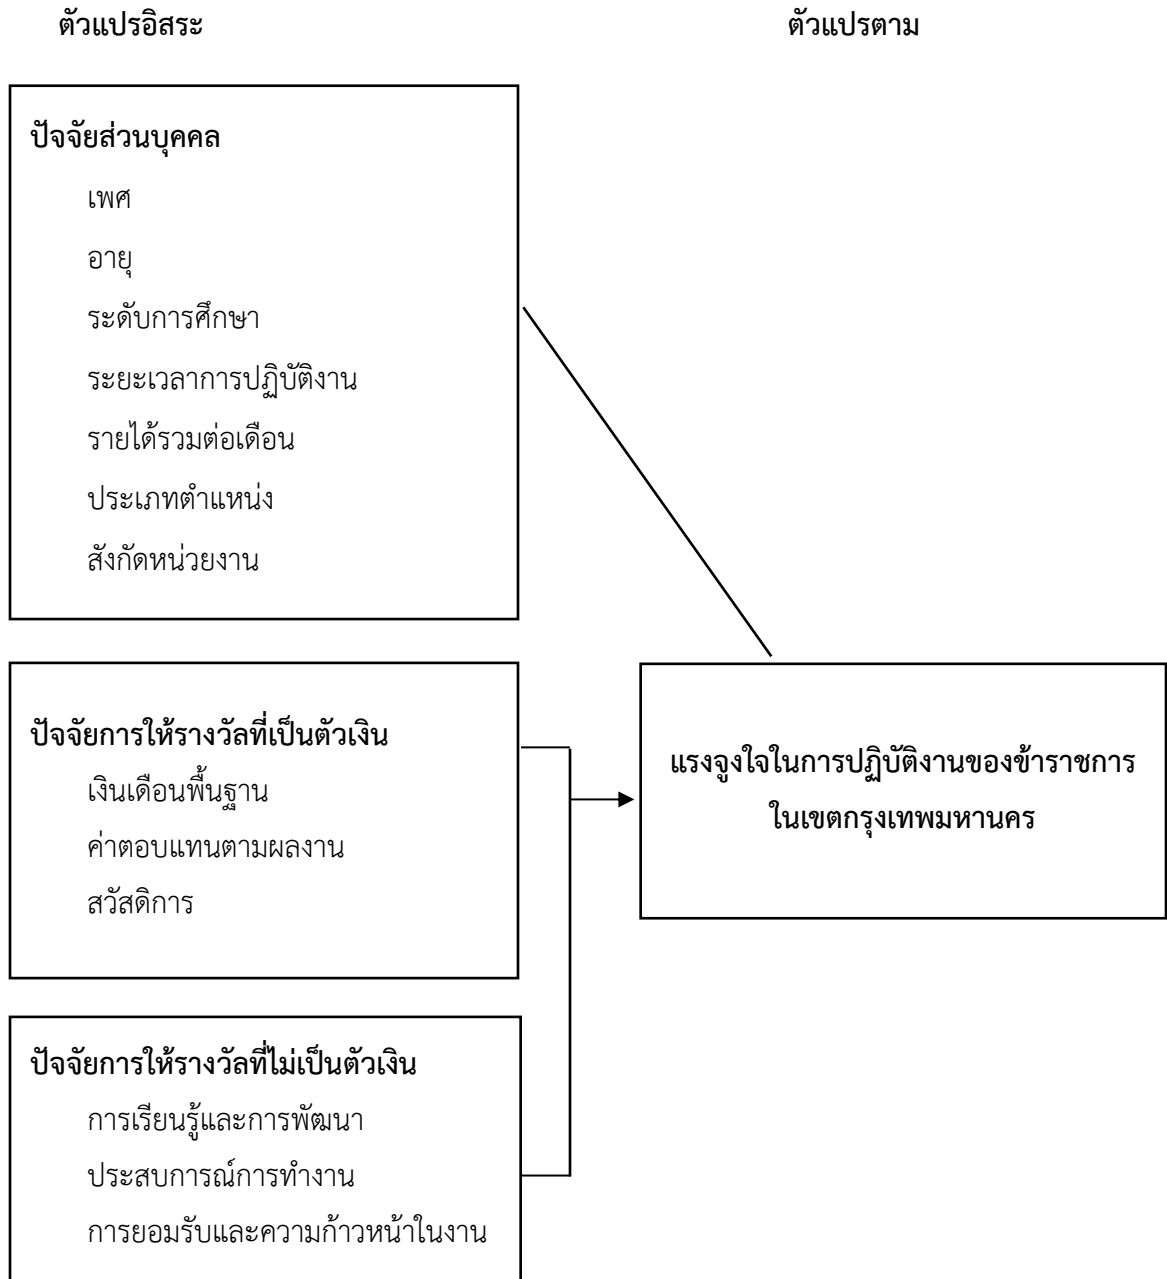 ตัวแปรอิสระ
ตัวแปรตาม
ปัจจัยส่วนบุคคล
เพศ
อายุ
ระดับการศึกษา
ระยะเวลาการปฏิบัติงาน
รายได้รวมต่อเดือน
ประเภทตำแหน่ง
สังกัดหน่วยงาน
ปัจจัยการให้รางวัลที่เป็นตัวเงิน
เงินเดือนพื้นฐาน
ค่าตอบแทนตามผลงาน
สวัสดิการ
แรงจูงใจในการปฏิบัติงานของข้าราชการ
ในเขตกรุงเทพมหานคร
ปัจจัยการให้รางวัลที่ไม่เป็นตัวเงิน
การเรียนรู้และการพัฒนา
ประสบการณ์การทำงาน
การยอมรับและความก้าวหน้าในงาน